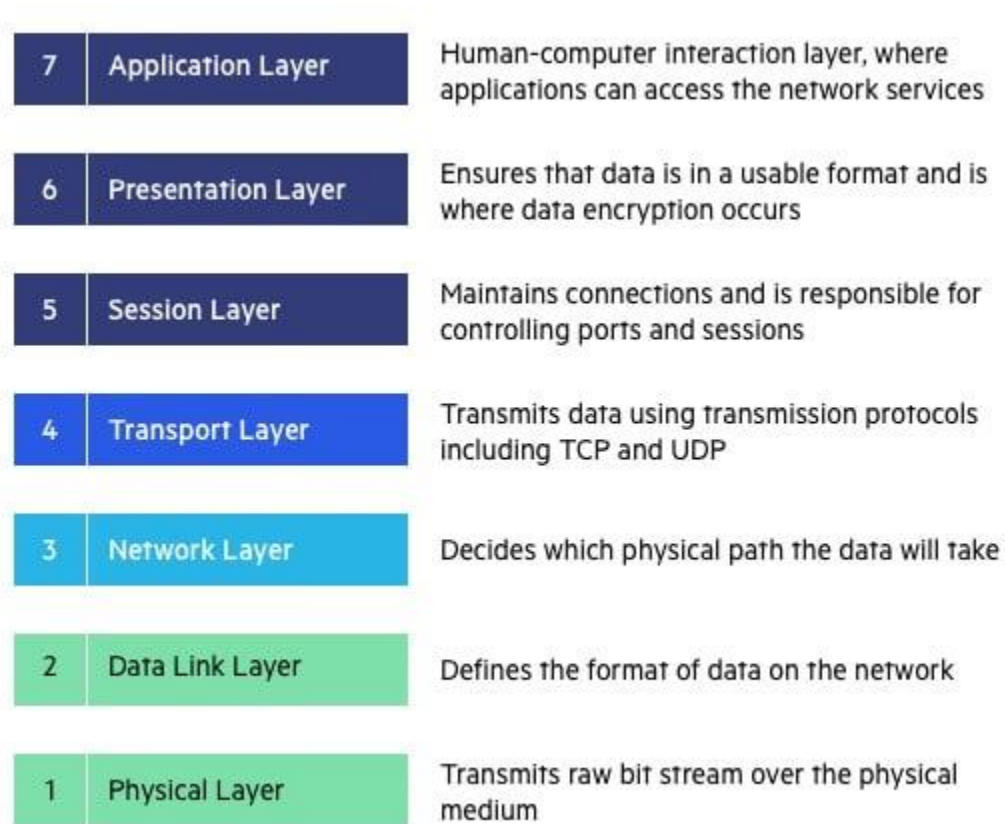 7 Application Layer Human-computer interaction layer, where
applications can access the network services
6 Presentation Layer Ensures that data is in a usable format and is
where data encryption occurs
5 Session Layer Maintains connections and is responsible for
controlling ports and sessions
4 Transport Layer Transmits data using transmission protocols
including TCP and UDP
3 Network Layer Decides which physical path the data will take
2 Data Link Layer Defines the format of data on the network
1 Physical Layer Transmits raw bit stream over the physical
medium